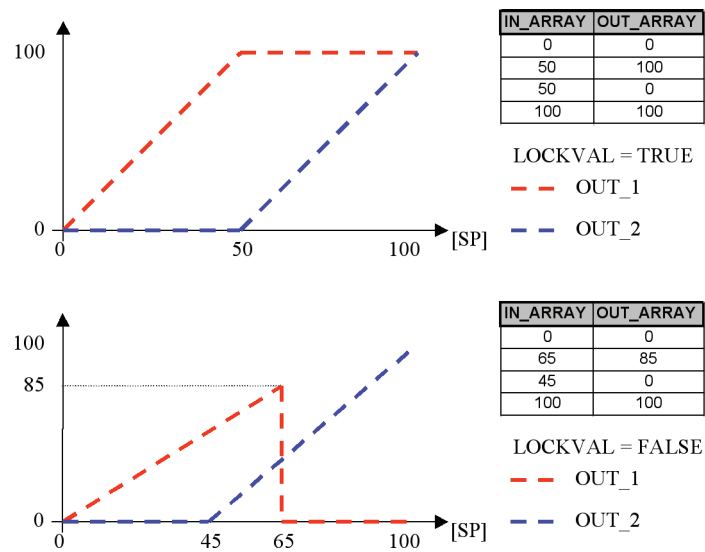 100
0
0
50
100
[SP]
IN_ARRAY OUT_ARRAY
0 0
50 100
50 0
100 100
LOCKVAL = TRUE
OUT_1
OUT_2
100
85
0
0
45
65
100
[SP]
IN_ARRAY OUT_ARRAY
0 0
65 85
45 0
100 100
LOCKVAL = FALSE
OUT_1
OUT_2